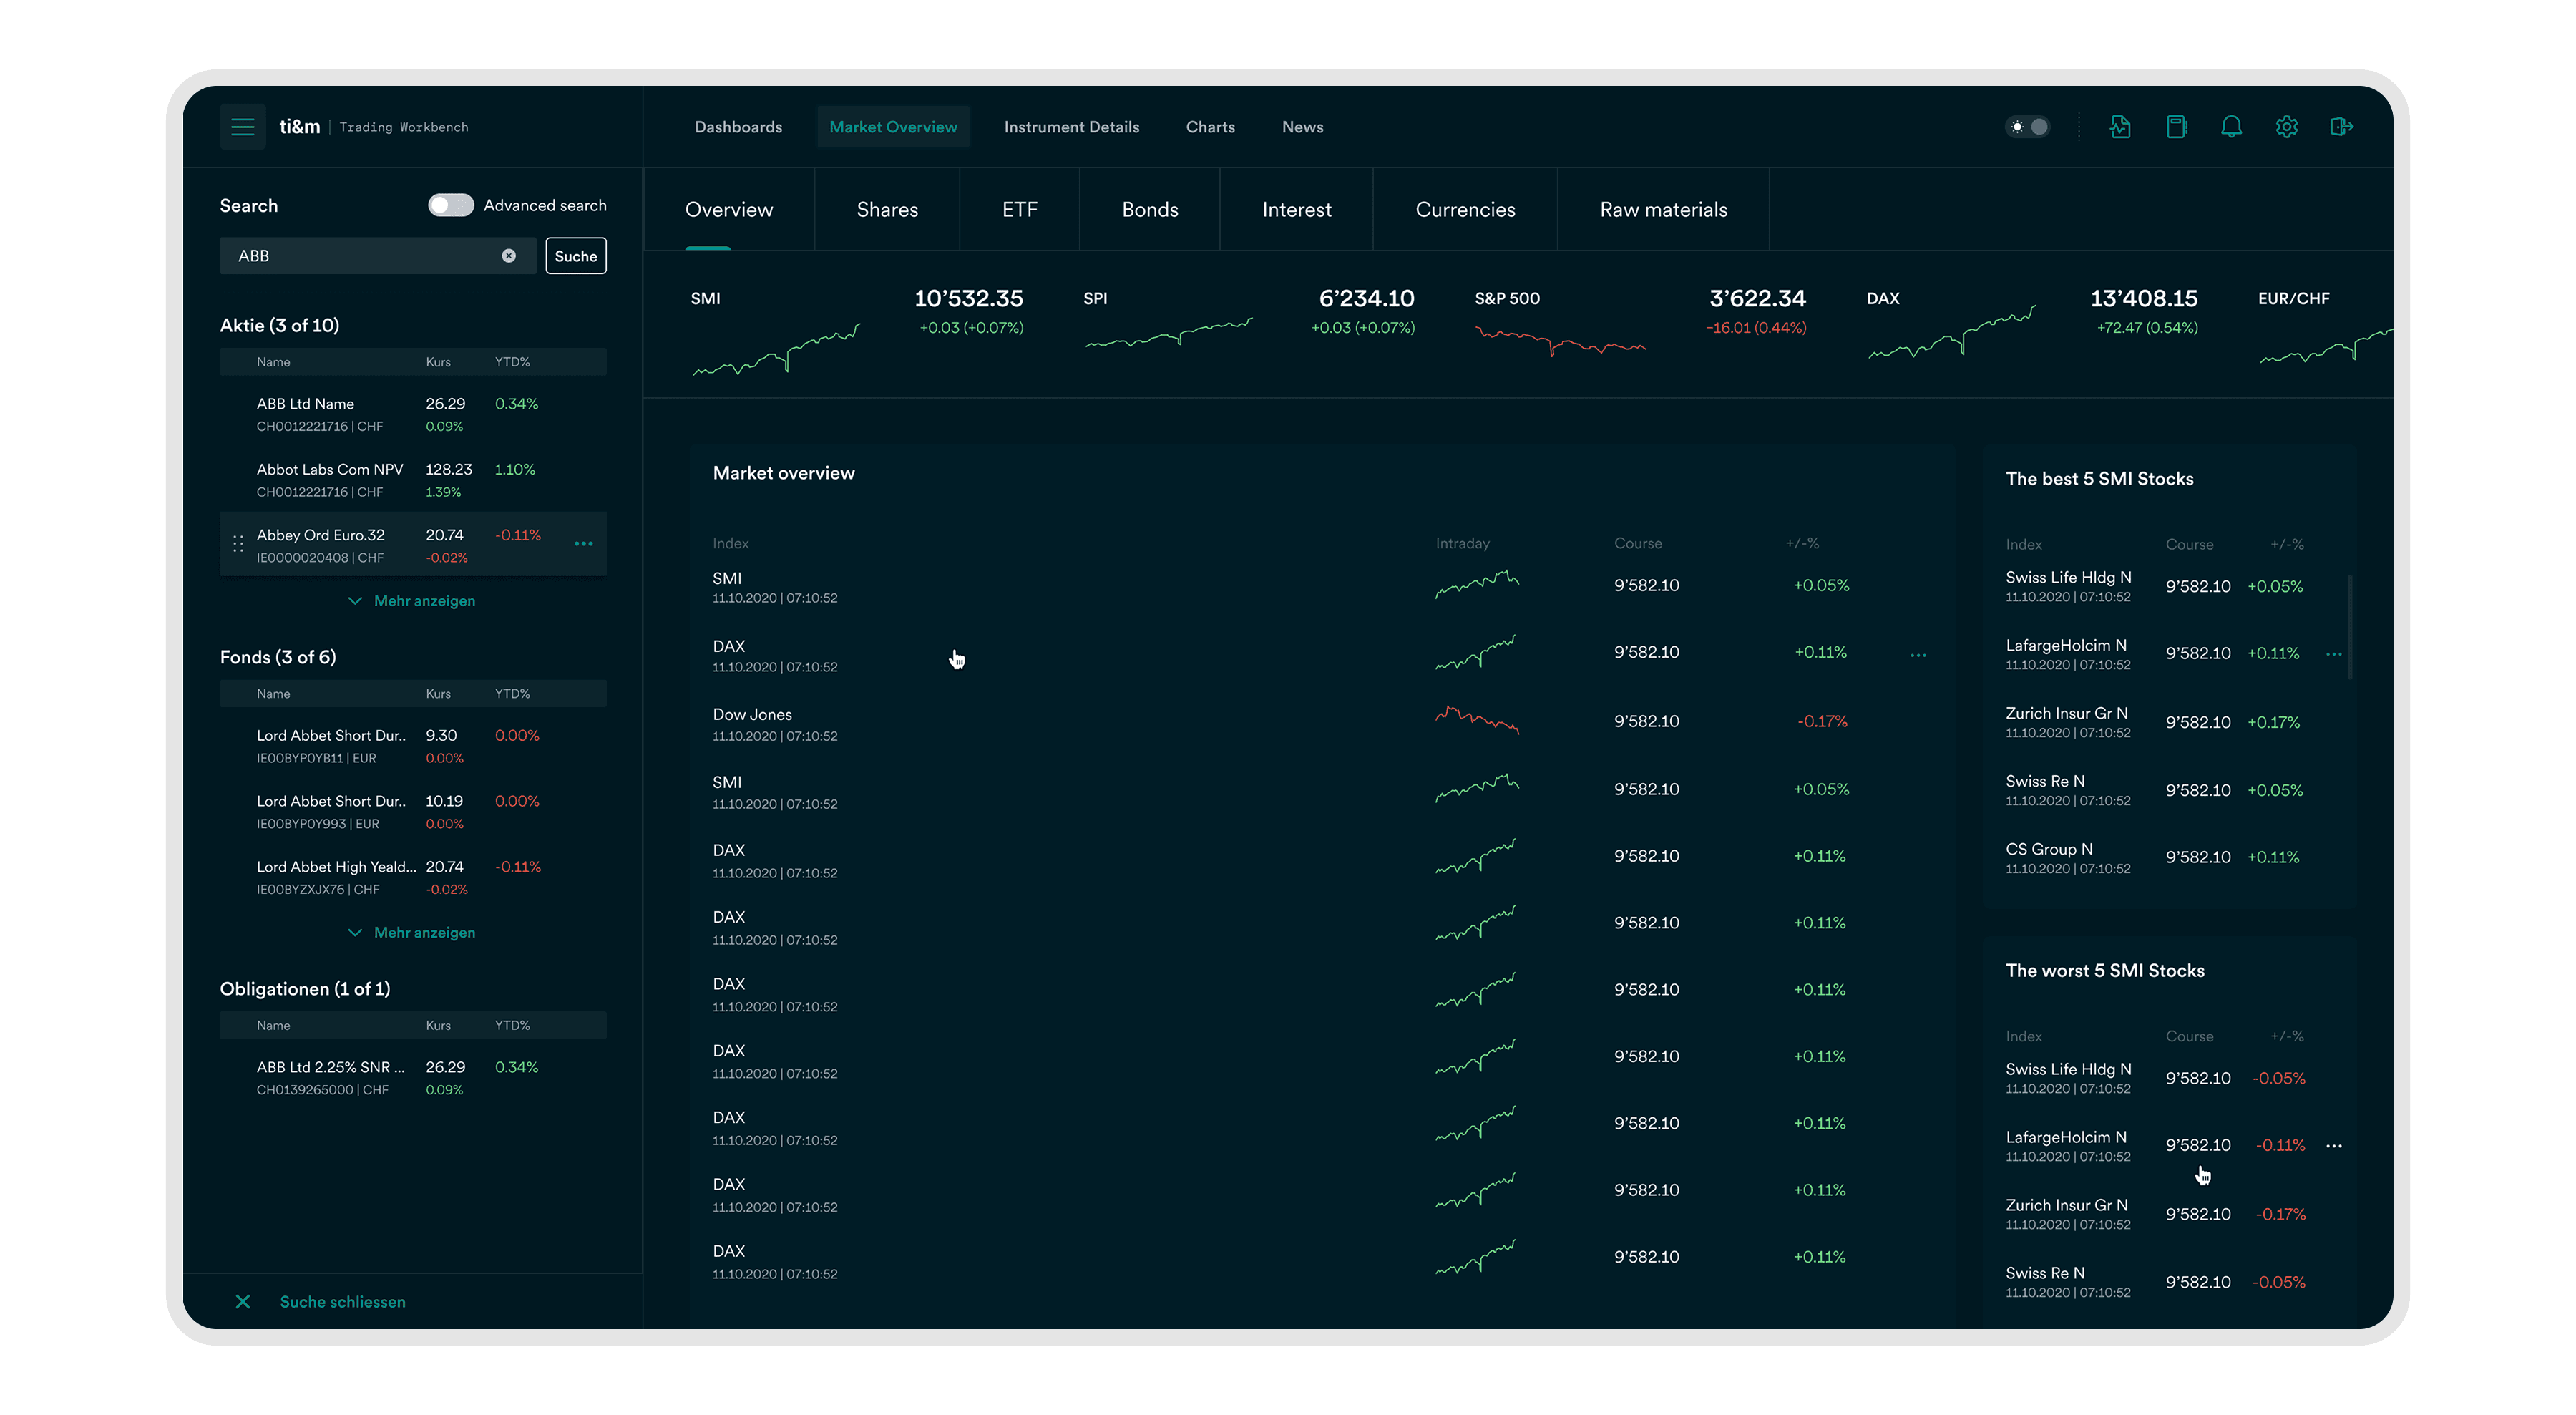 ti&m | Trading Workbench
Dashboards Market Overview Instrument Details Charts News
Search Advanced search
ABB Suche
Aktie (3 of 10)
Name Kurs YTD%
ABB Ltd Name 26.29 0.34%
CH0012221716 | CHF 0.09%
Abbot Labs Com NPV 128.23 1.10%
CH0012221716 | CHF 1.39%
Abbey Ord Euro.32 20.74 -0.11%
IE0000020408 | CHF -0.02%
Mehr anzeigen
Fonds (3 of 6)
Name Kurs YTD%
Lord Abbet Short Dur.. 9.30 0.00%
IE00BYP0YB11 | EUR 0.00%
Lord Abbet Short Dur.. 10.19 0.00%
IE00BYP0Y993 | EUR 0.00%
Lord Abbet High Yeald... 20.74 -0.11%
IE00BYZXJX76 | CHF -0.02%
Mehr anzeigen
Obligationen (1 of 1)
Name Kurs YTD%
ABB Ltd 2.25% SNR ... 26.29 0.34%
CH0139265000 | CHF 0.09%
Suche schliessen
Overview Shares ETF Bonds Interest Currencies Raw materials
SMI 10’532.35 SPI 6’234.10 S&P 500 3’622.34 DAX 13’408.15 EUR/CHF
+0.03 (+0.07%) +0.03 (+0.07%) −16.01 (0.44%) +72.47 (0.54%)
Market overview
Index Intraday Course +/-%
SMI 9’582.10 +0.05%
11.10.2020 | 07:10:52
DAX 9’582.10 +0.11%
11.10.2020 | 07:10:52
Dow Jones 9’582.10 -0.17%
11.10.2020 | 07:10:52
SMI 9’582.10 +0.05%
11.10.2020 | 07:10:52
DAX 9’582.10 +0.11%
11.10.2020 | 07:10:52
DAX 9’582.10 +0.11%
11.10.2020 | 07:10:52
DAX 9’582.10 +0.11%
11.10.2020 | 07:10:52
DAX 9’582.10 +0.11%
11.10.2020 | 07:10:52
DAX 9’582.10 +0.11%
11.10.2020 | 07:10:52
DAX 9’582.10 +0.11%
11.10.2020 | 07:10:52
DAX 9’582.10 +0.11%
11.10.2020 | 07:10:52
The best 5 SMI Stocks
Index Course +/-%
Swiss Life Hldg N 9’582.10 +0.05%
11.10.2020 | 07:10:52
LafargeHolcim N 9’582.10 +0.11%
11.10.2020 | 07:10:52
Zurich Insur Gr N 9’582.10 +0.17%
11.10.2020 | 07:10:52
Swiss Re N 9’582.10 +0.05%
11.10.2020 | 07:10:52
CS Group N 9’582.10 +0.11%
11.10.2020 | 07:10:52
The worst 5 SMI Stocks
Index Course +/-%
Swiss Life Hldg N 9’582.10 -0.05%
11.10.2020 | 07:10:52
LafargeHolcim N 9’582.10 -0.11%
11.10.2020 | 07:10:52
Zurich Insur Gr N 9’582.10 -0.17%
11.10.2020 | 07:10:52
Swiss Re N 9’582.10 -0.05%
11.10.2020 | 07:10:52